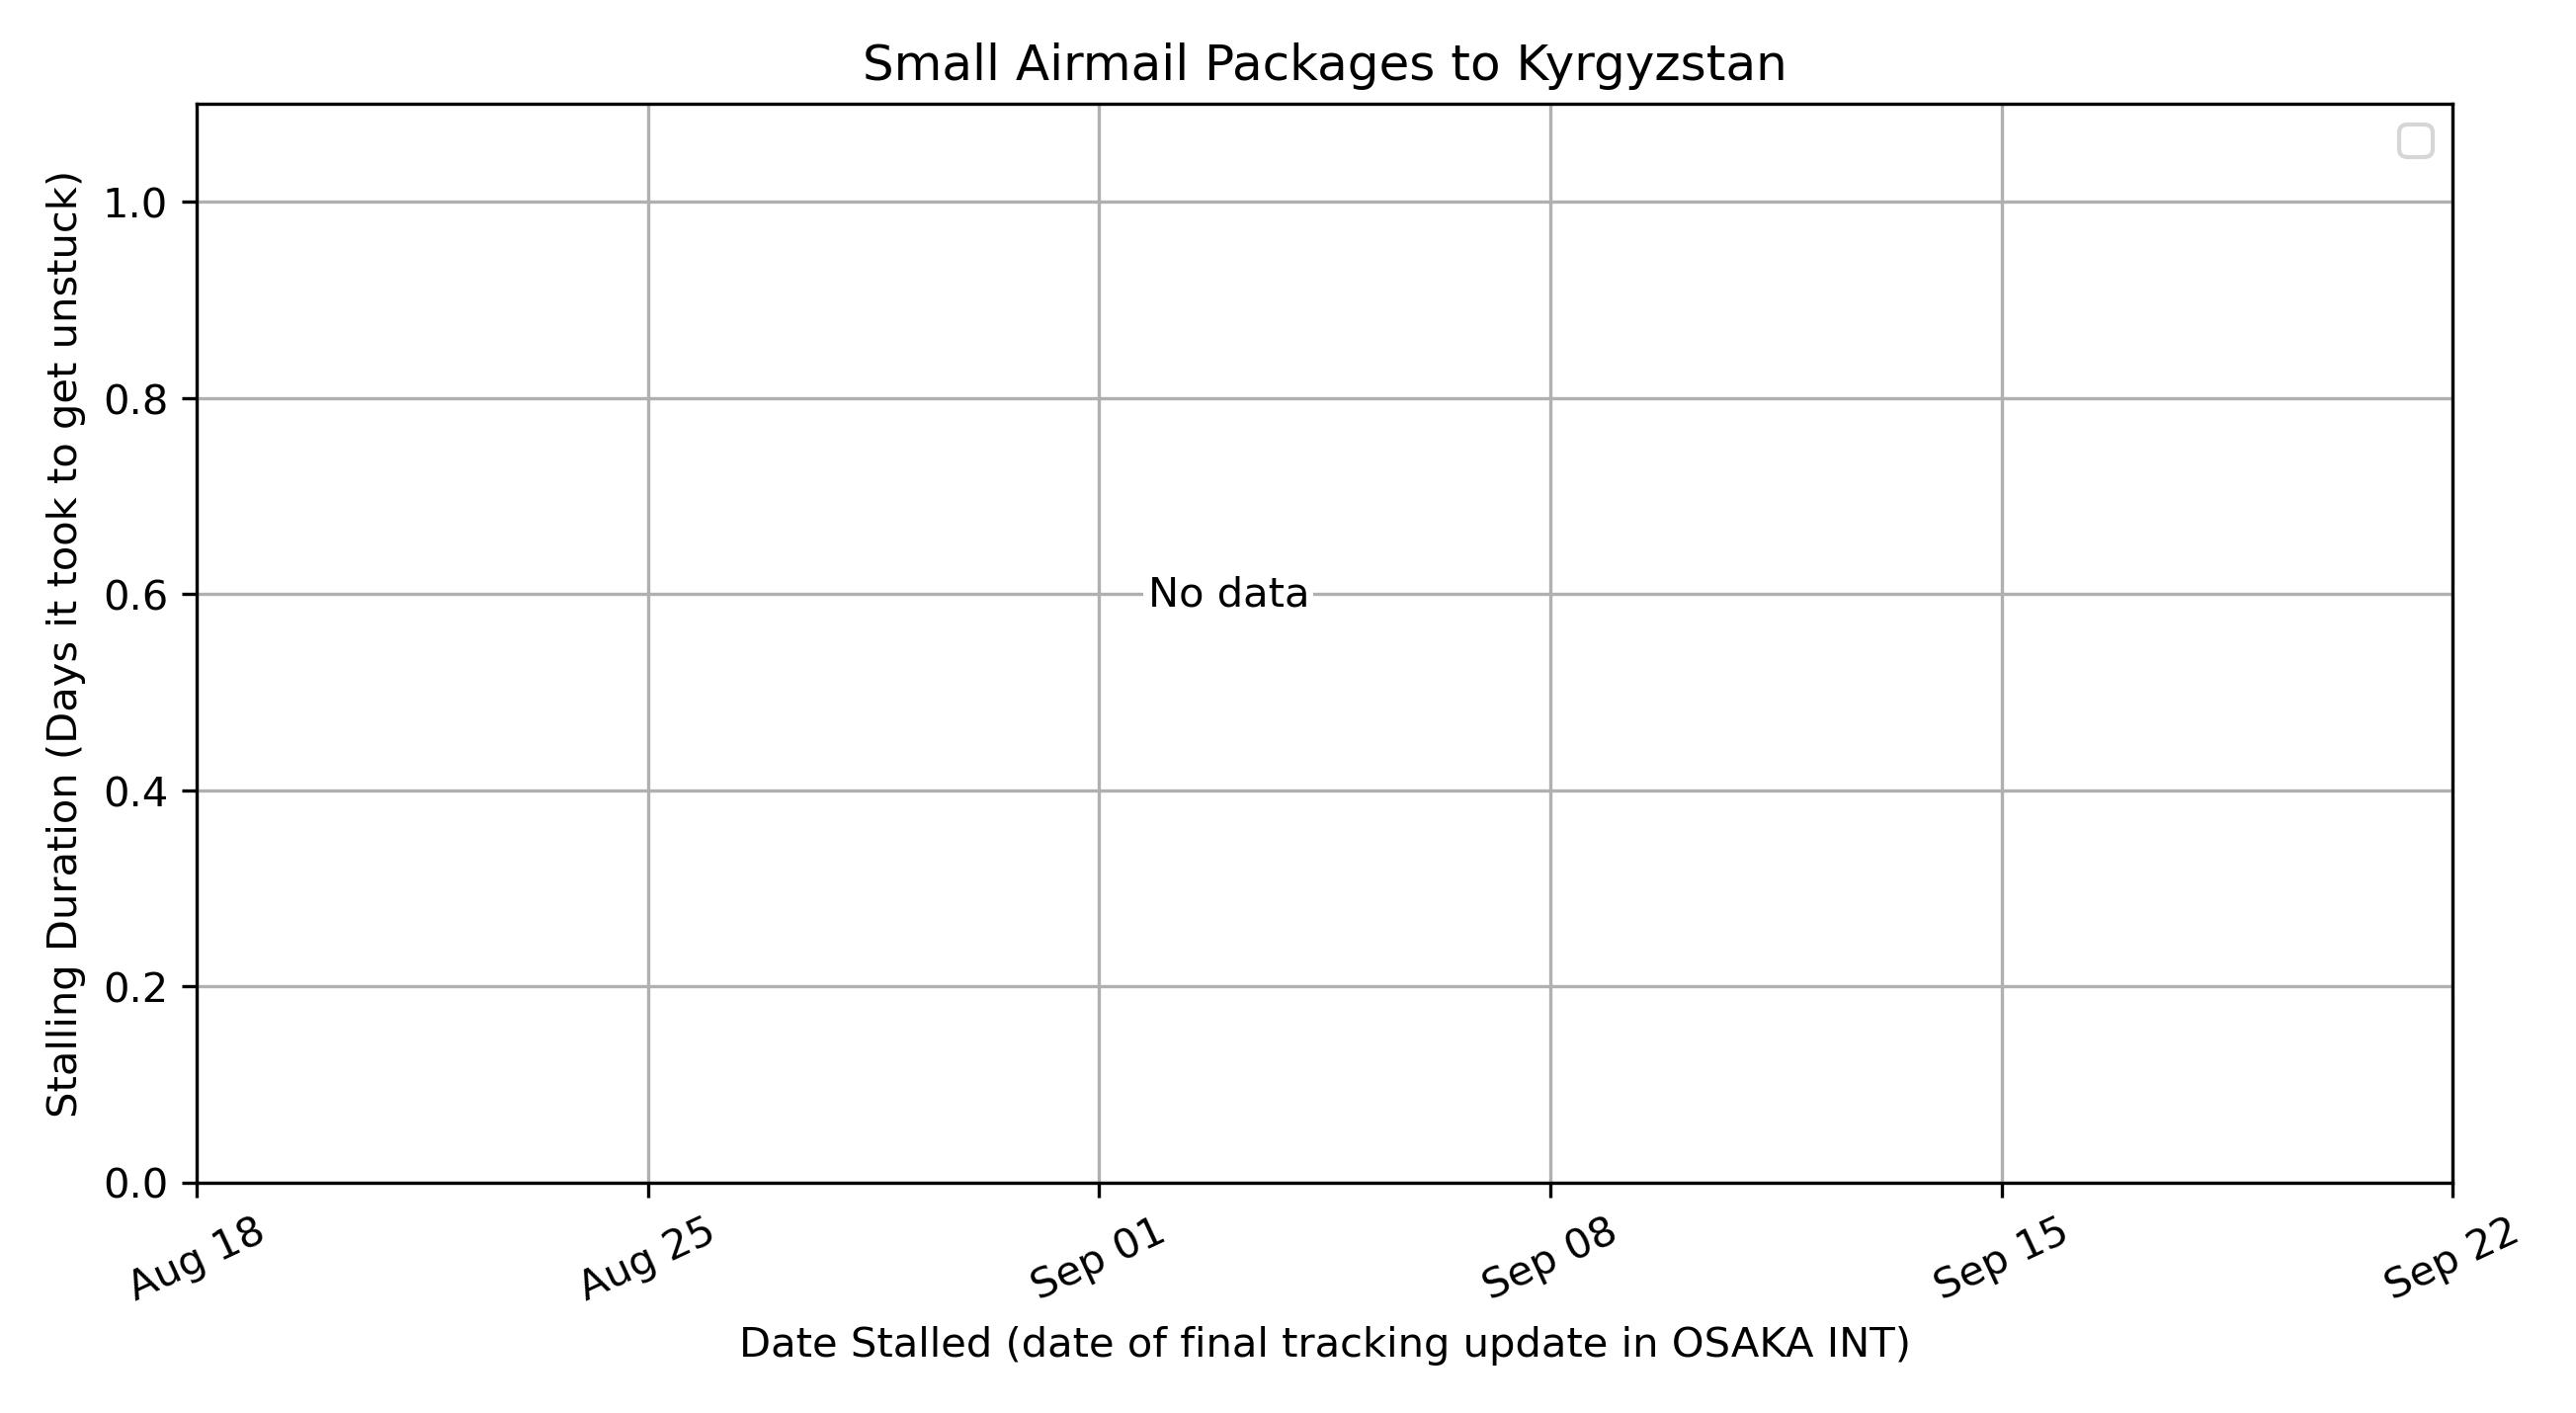 Small Airmail Packages to Kyrgyzstan
Stalling Duration (Days it took to get unstuck)
1.0
0.8
0.6
0.4
0.2
0.0
No data
Aug 18
Aug 25
Sep 01
Sep 08
Sep 15
Sep 22
Date Stalled (date of final tracking update in OSAKA INT)